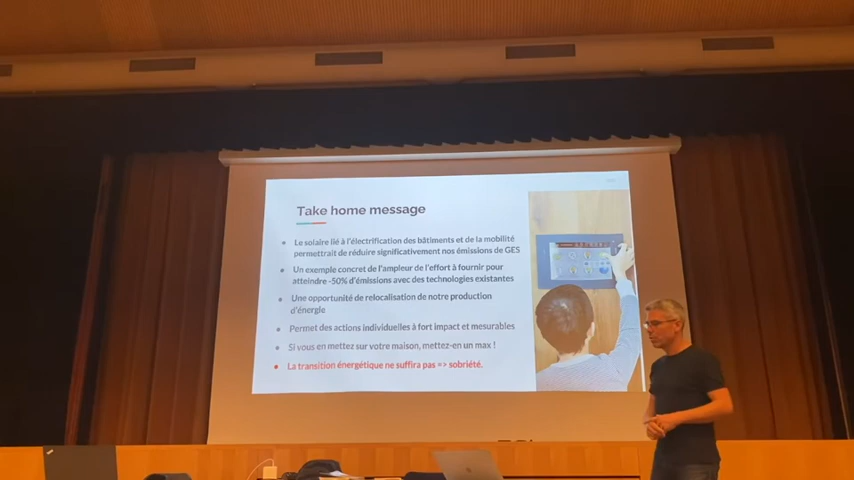 Take home message
Le solaire lié à l'électrification des bâtiments et de la mobilité
permettrait de réduire significativement nos émissions de GES
Un exemple concret de l'ampleur de l'effort à fournir pour
atteindre -50% d'émissions avec des technologies existantes
Une opportunité de relocalisation de notre production
d'énergie
Permet des actions individuelles à fort impact et mesurables
Si vous en mettez sur votre maison, mettez-en un max !
La transition énergétique ne suffira pas => sobriété.